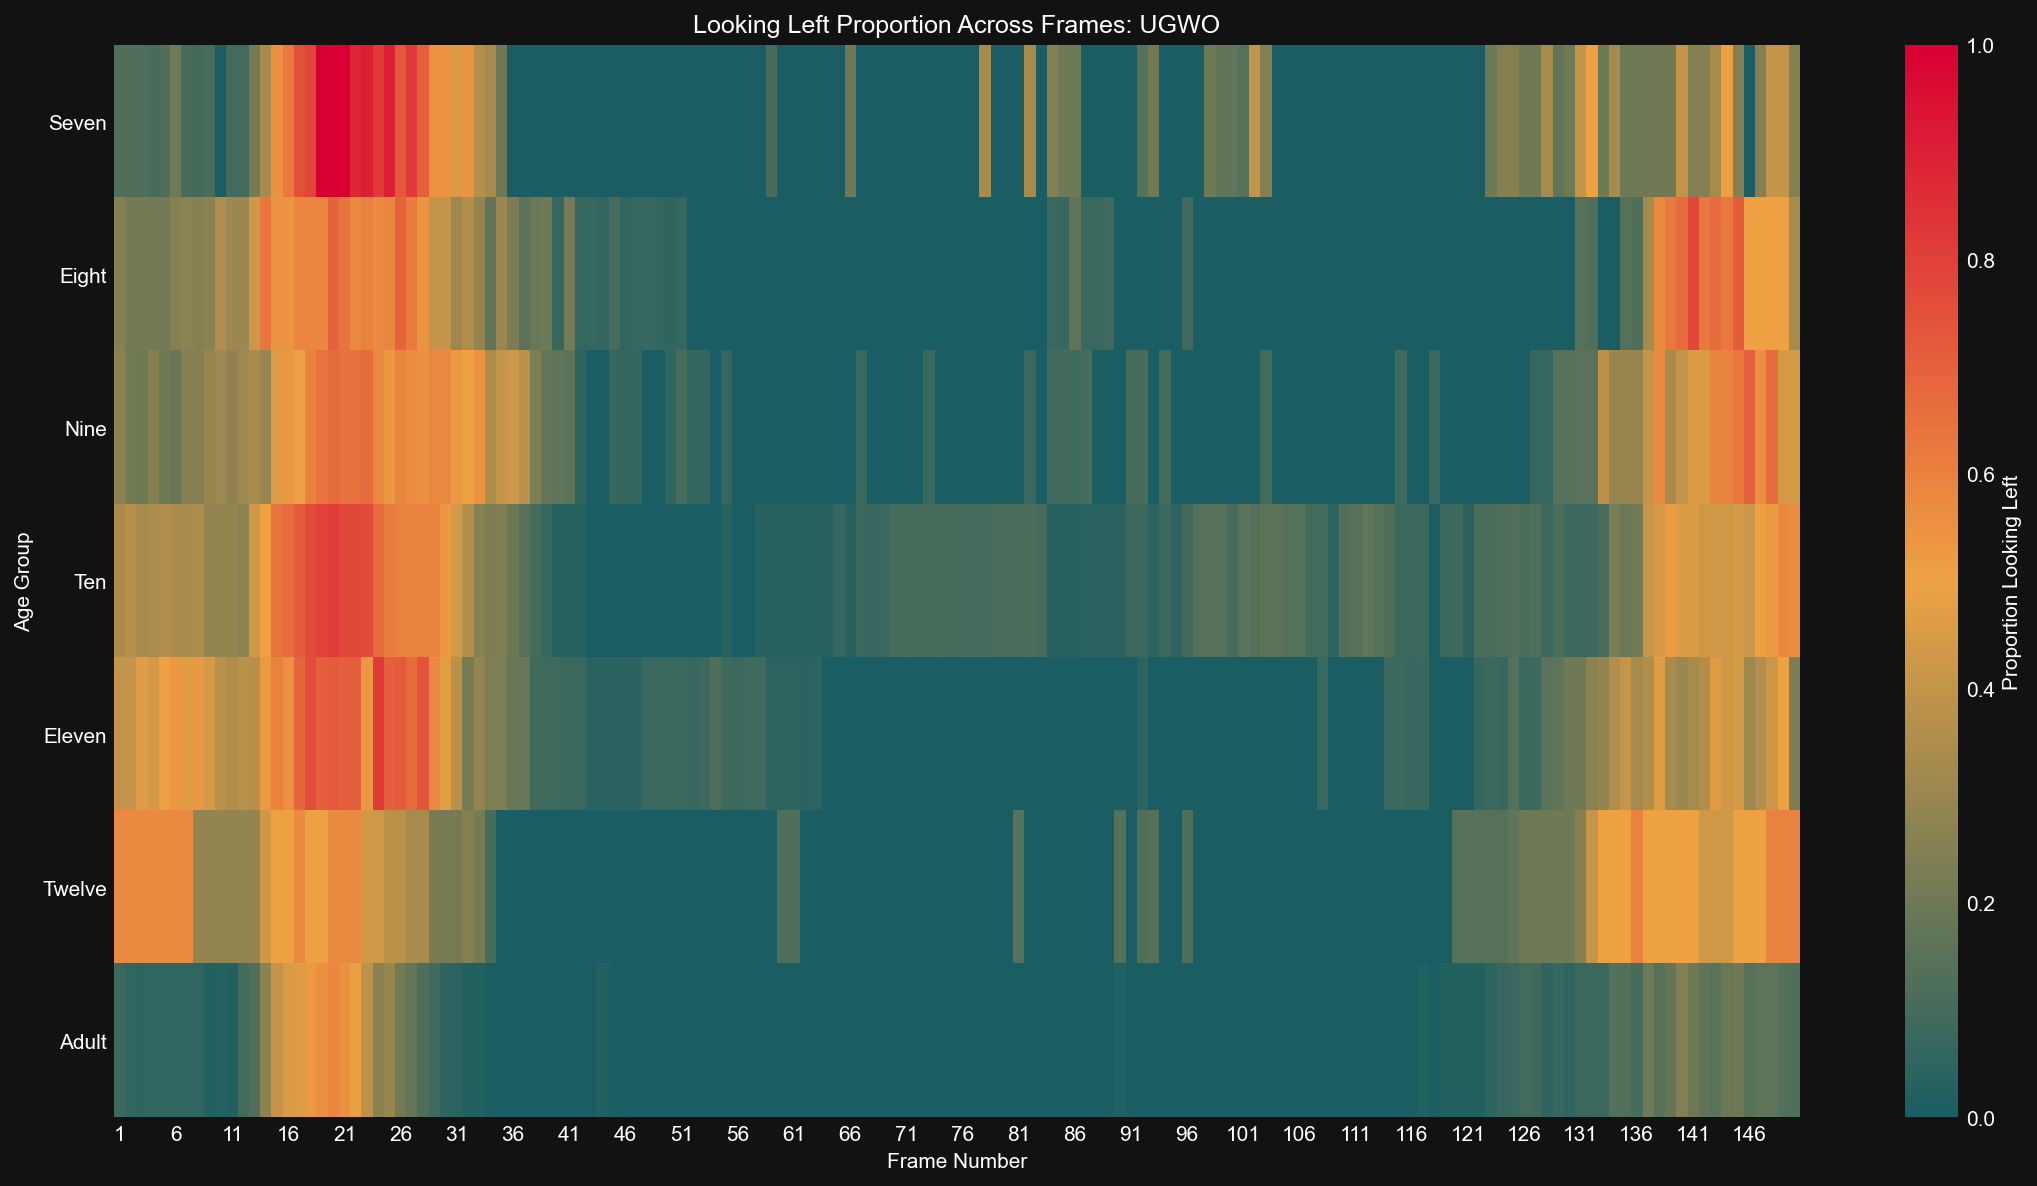 Looking Left Proportion Across Frames: UGWO
Age Group
Seven
Eight
Nine
Ten
Eleven
Twelve
Adult
1 6 11 16 21 26 31 36 41 46 51 56 61 66 71 76 81 86 91 96 101 106 111 116 121 126 131 136 141 146
Frame Number
1.0
0.8
0.6
0.4
0.2
0.0
Proportion Looking Left